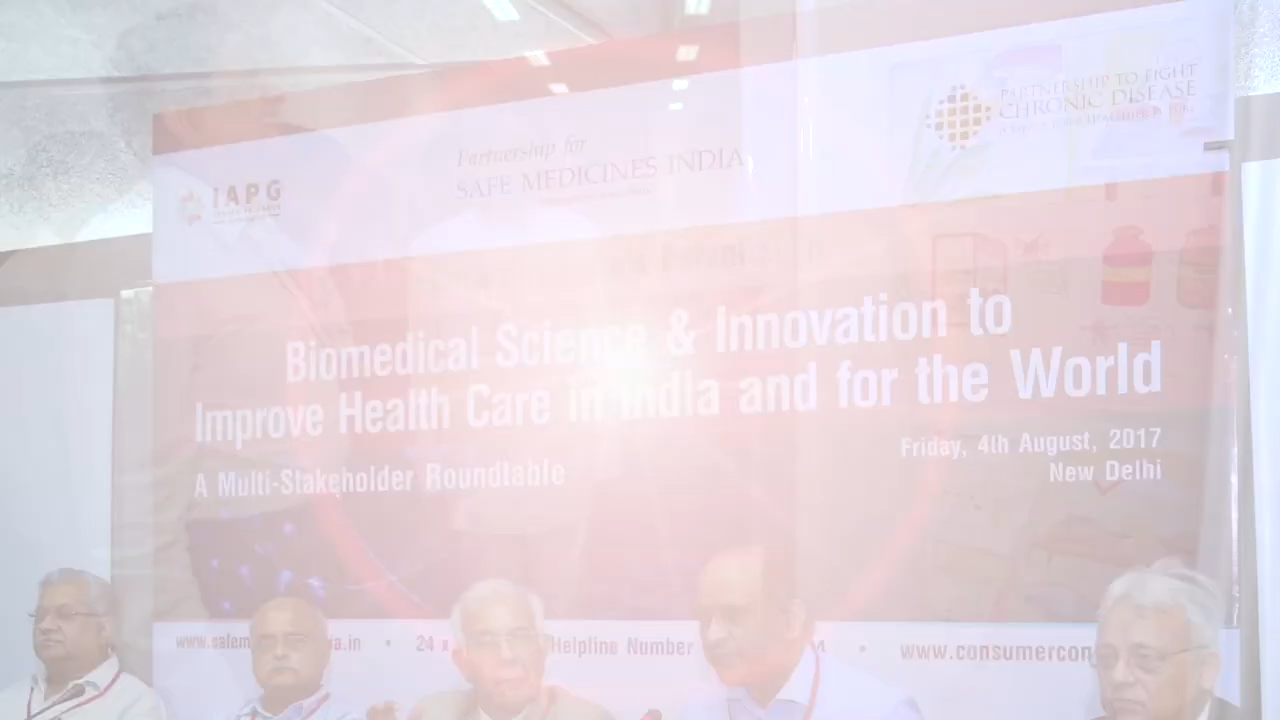 iAPG
Partnership for
SAFE MEDICINES INDIA
PARTNERSHIP TO FIGHT
CHRONIC DISEASE
Biomedical Science & Innovation to
Improve Health Care in India and for the World
A Multi-Stakeholder Roundtable
Friday, 4th August, 2017
New Delhi
24 x
Helpline Number
www.consumercon